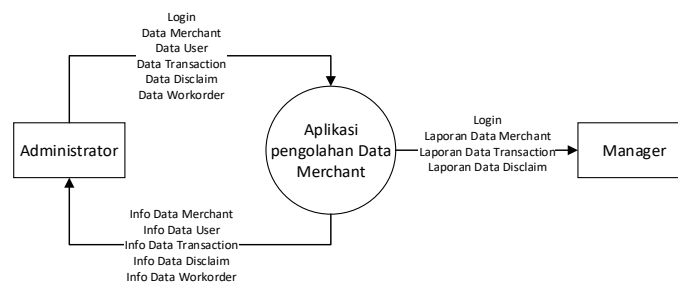 Login
Data Merchant
Data User
Data Transaction
Data Disclaim
Data Workorder
Administrator
Aplikasi
pengolahan Data
Merchant
Login
Laporan Data Merchant
Laporan Data Transaction
Laporan Data Disclaim
Manager
Info Data Merchant
Info Data User
Info Data Transaction
Info Data Disclaim
Info Data Workorder